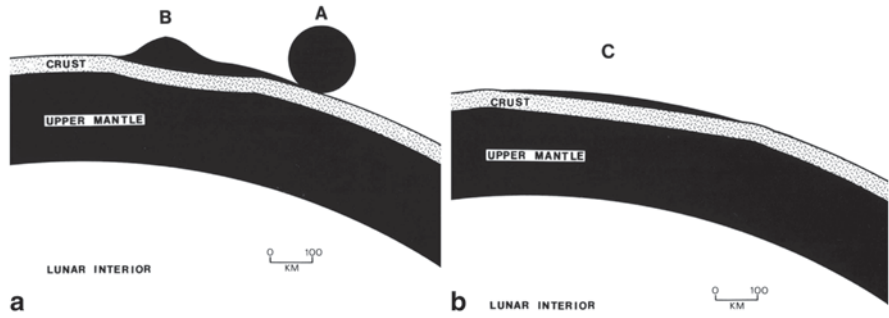 B
A
CRUST
UPPER MANTLE
0 100
KM
LUNAR INTERIOR
a
C
CRUST
UPPER MANTLE
0 100
KM
LUNAR INTERIOR
b